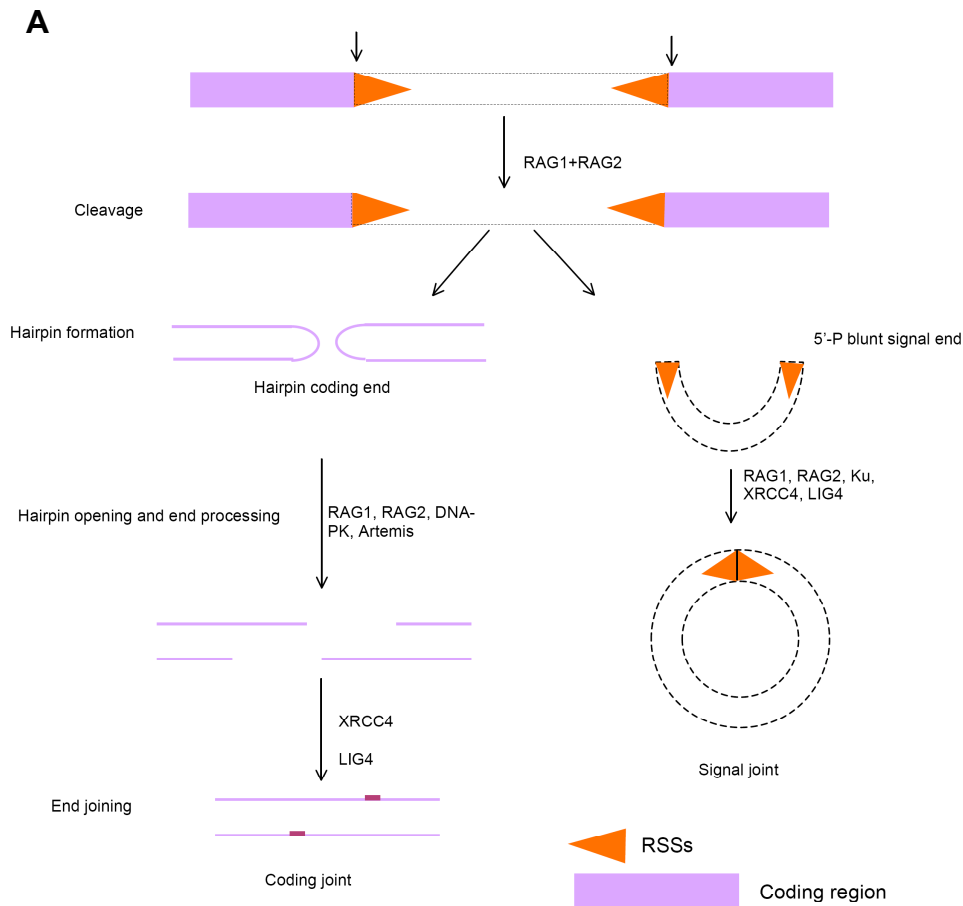 A
RAG1+RAG2
Cleavage
Hairpin formation
5'-P blunt signal end
Hairpin coding end
RAG1, RAG2, Ku,
XRCC4, LIG4
Hairpin opening and end processing
RAG1, RAG2, DNA-
PK, Artemis
XRCC4
LIG4
Signal joint
End joining
Coding joint
RSSs
Coding region